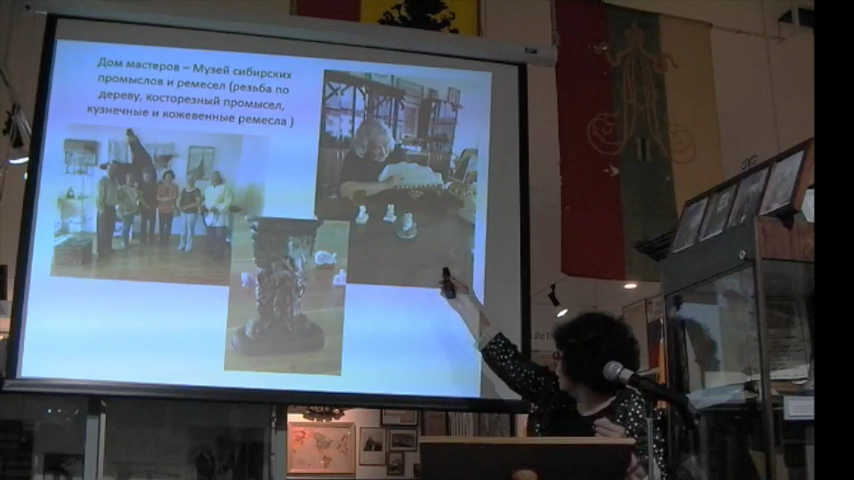 Дом мастеров – Музей сибирских
промыслов и ремесел (резьба по
дереву, косторезный промысел,
кузнечные и кожевенные ремесла )